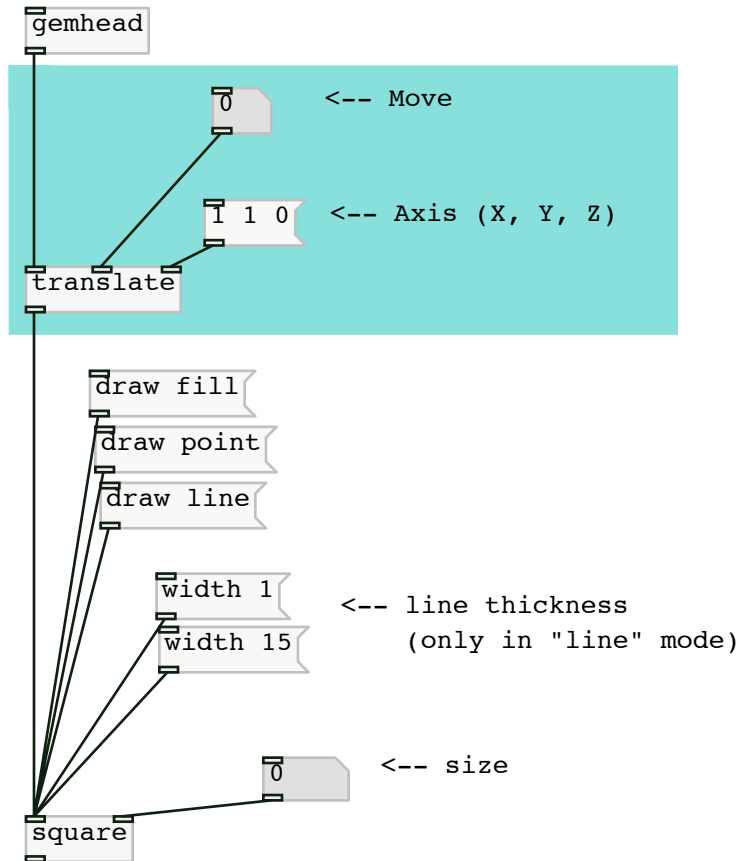 gemhead
0 <-- Move
1 1 0 <-- Axis (X, Y, Z)
translate
draw fill
draw point
draw line
width 1
<-- line thickness
width 15 (only in "line" mode)
0 <-- size
square